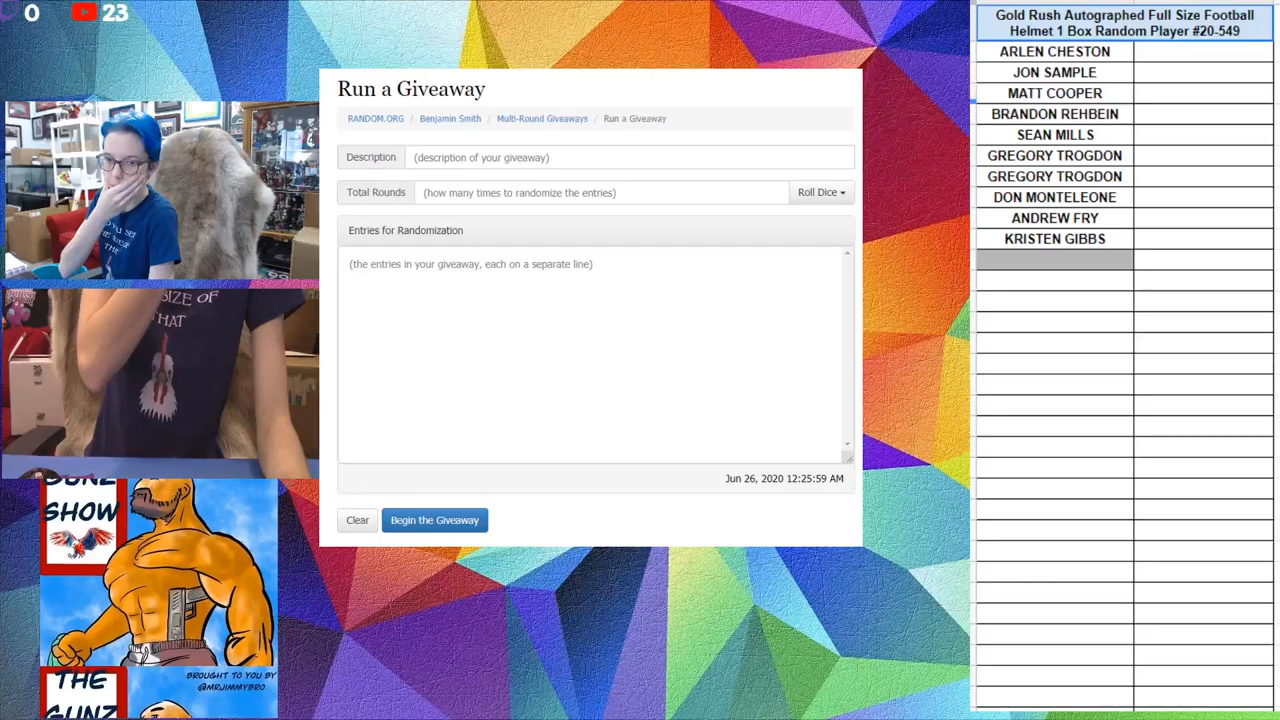 0 23
SIZE OF
THAT
GUNZ
SHOW
BROUGHT TO YOU BY
@MRJIMMYBRO
THE
GUNZ
Run a Giveaway
RANDOM.ORG / Benjamin Smith / Multi-Round Giveaways / Run a Giveaway
Description (description of your giveaway)
Total Rounds (how many times to randomize the entries) Roll Dice
Entries for Randomization
(the entries in your giveaway, each on a separate line)
Jun 26, 2020 12:25:59 AM
Clear Begin the Giveaway
Gold Rush Autographed Full Size Football
Helmet 1 Box Random Player #20-549
ARLEN CHESTON
JON SAMPLE
MATT COOPER
BRANDON REHBEIN
SEAN MILLS
GREGORY TROGDON
GREGORY TROGDON
DON MONTELEONE
ANDREW FRY
KRISTEN GIBBS